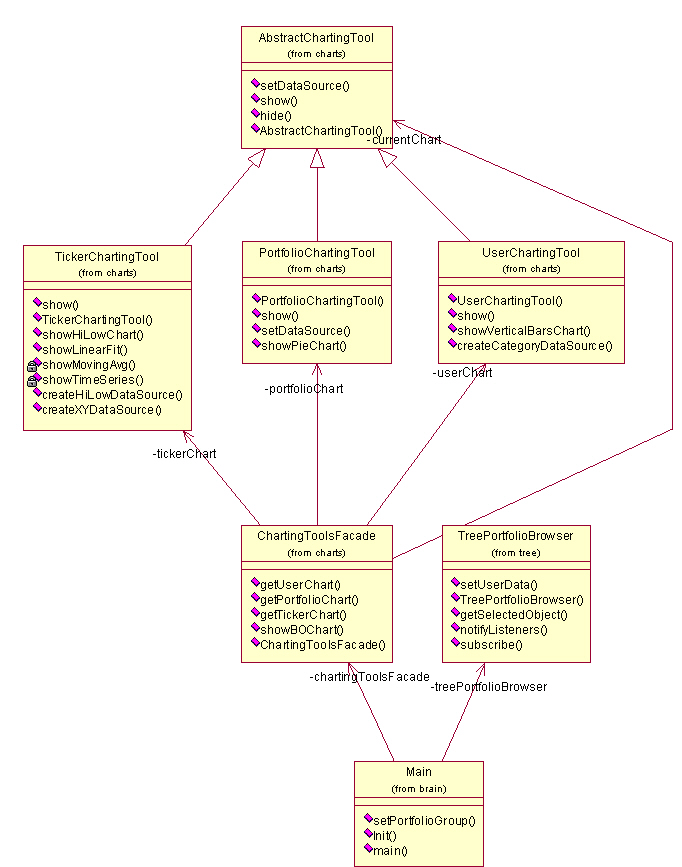 AbstractChartingTool
(from charts)
setDataSource()
show()
hide()
AbstractChartingTool()
-currentChart
TickerChartingTool
(from charts)
show()
TickerChartingTool()
showHiLowChart()
showLinearFit()
showMovingAvg()
showTimeSeries()
createHiLowDataSource()
createXYDataSource()
PortfolioChartingTool
(from charts)
PortfolioChartingTool()
show()
setDataSource()
showPieChart()
UserChartingTool
(from charts)
UserChartingTool()
show()
showVerticalBarsChart()
createCategoryDataSource()
-userChart
-portfolioChart
-tickerChart
ChartingToolsFacade
(from charts)
getUserChart()
getPortfolioChart()
getTickerChart()
showBOChart()
ChartingToolsFacade()
TreePortfolioBrowser
(from tree)
setUserData()
TreePortfolioBrowser()
getSelectedObject()
notifyListeners()
subscribe()
-chartingToolsFacade
-treePortfolioBrowser
Main
(from brain)
setPortfolioGroup()
Init()
main()